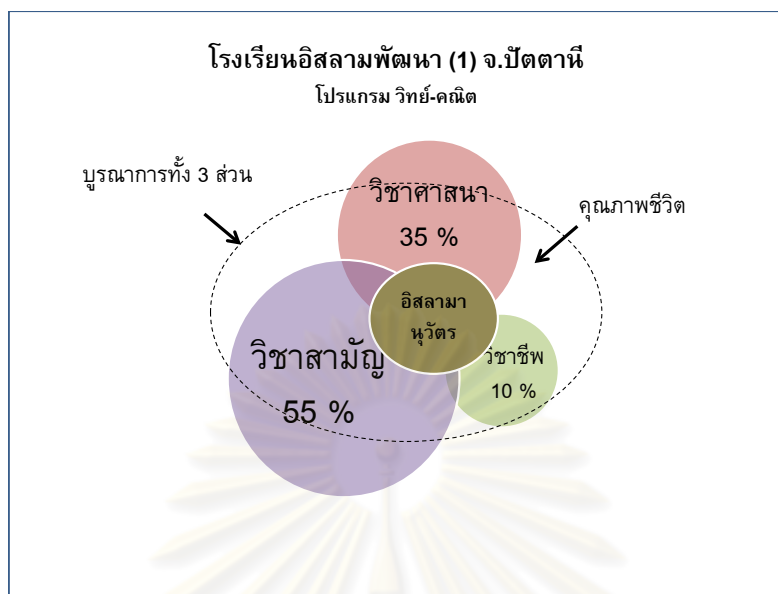 โรงเรียนอิสลามพัฒนา (1) จ.ปัตตานี
โปรแกรม วิทย์-คณิต
บูรณาการทั้ง 3 ส่วน
วิชาศาสนา
35 %
คุณภาพชีวิต
อิสลามา
นุวัตร
วิชาสามัญ
55 %
วิชาชีพ
10 %